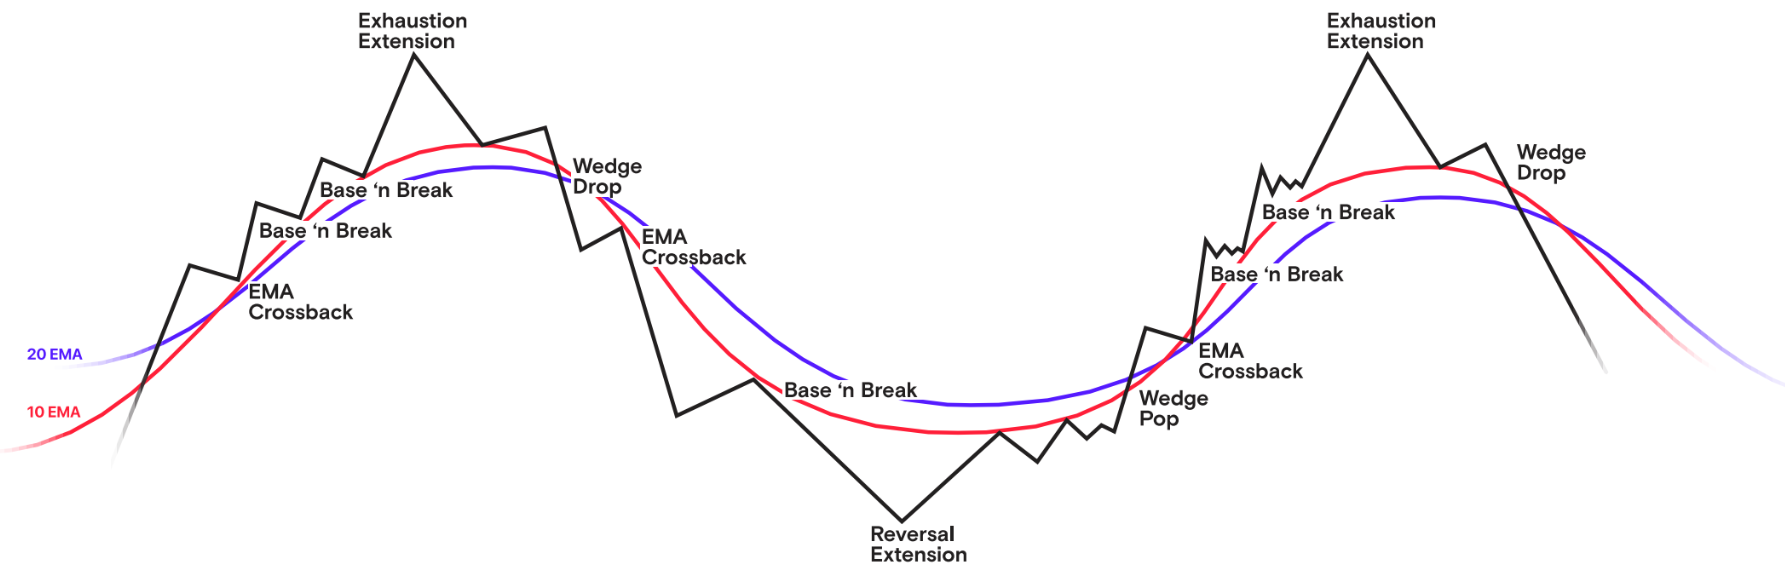 Exhaustion
Extension
Base ‘n Break
Base ‘n Break
EMA
Crossback
20 EMA
10 EMA
Wedge
Drop
EMA
Crossback
Base ‘n Break
Reversal
Extension
Wedge
Pop
EMA
Crossback
Base ‘n Break
Base ‘n Break
Exhaustion
Extension
Wedge
Drop